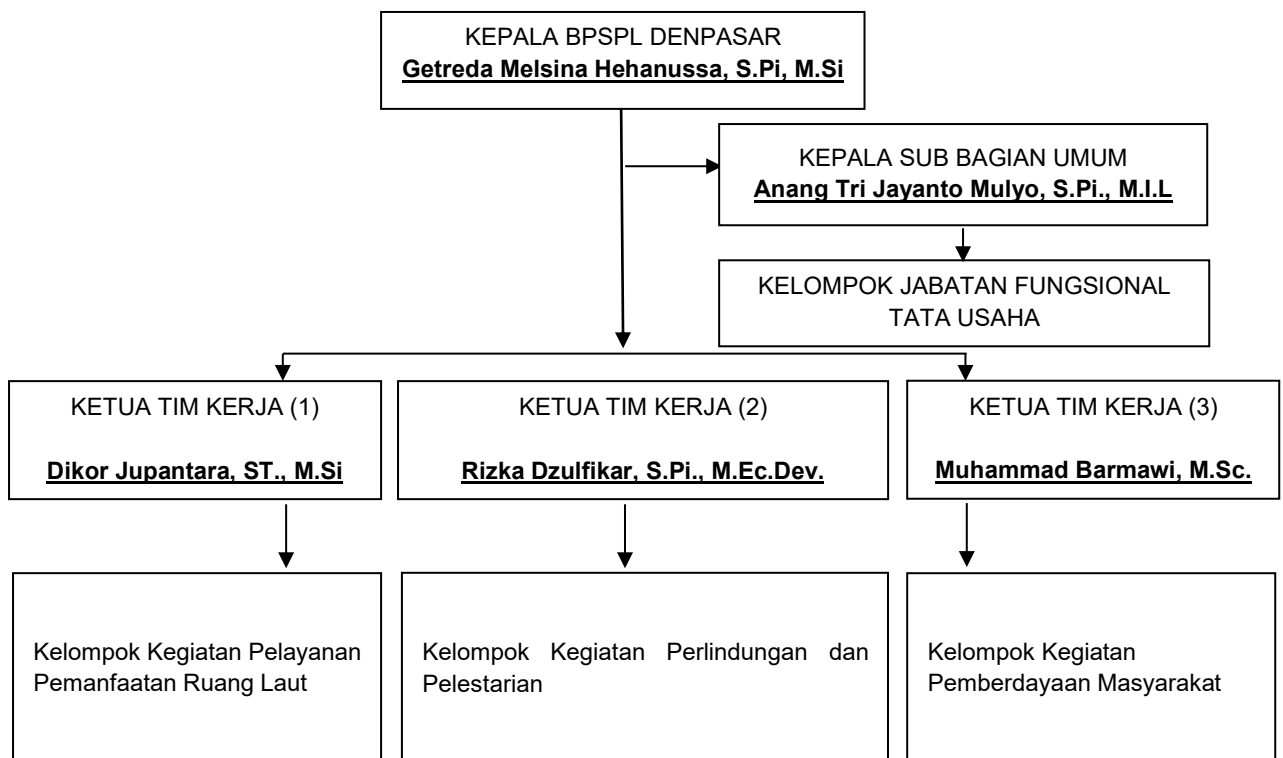 KEPALA BPSPL DENPASAR
Getreda Melsina Hehanussa, S.Pi, M.Si
KEPALA SUB BAGIAN UMUM
Anang Tri Jayanto Mulyo, S.Pi., M.I.L
KELOMPOK JABATAN FUNGSIONAL
TATA USAHA
KETUA TIM KERJA (1)
Dikor Jupantara, ST., M.Si
KETUA TIM KERJA (2)
Rizka Dzulfikar, S.Pi., M.Ec.Dev.
KETUA TIM KERJA (3)
Muhammad Barmawi, M.Sc.
Kelompok Kegiatan Pelayanan
Pemanfaatan Ruang Laut
Kelompok Kegiatan Perlindungan dan
Pelestarian
Kelompok Kegiatan
Pemberdayaan Masyarakat